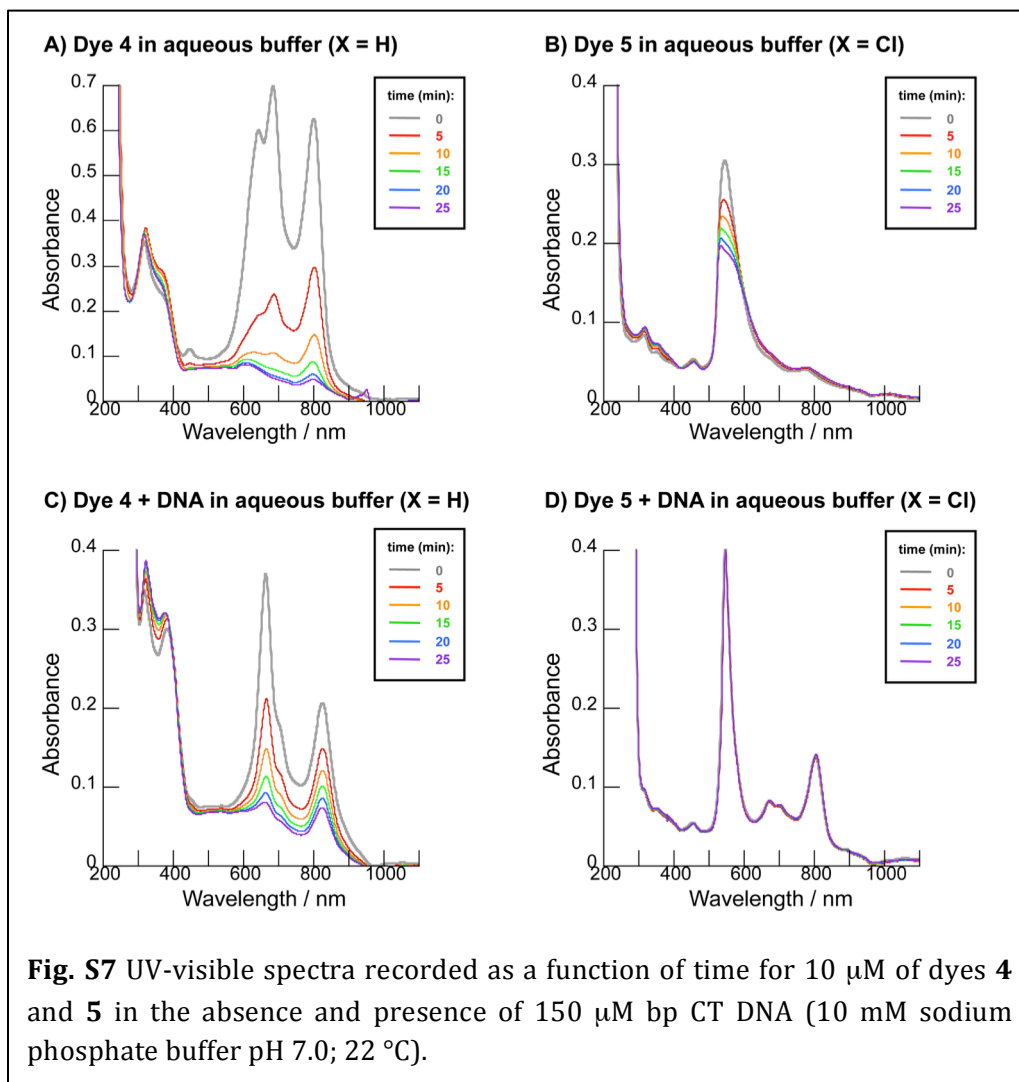 A) Dye 4 in aqueous buffer (X = H)
0.7
0.6
0.5
0.4
0.3
0.2
0.1
0
Absorbance
200 400 600 800 1000
Wavelength / nm
time (min):
0
5
10
15
20
25
B) Dye 5 in aqueous buffer (X = Cl)
0.4
0.3
0.2
0.1
0
Absorbance
200 400 600 800 1000
Wavelength / nm
time (min):
0
5
10
15
20
25
C) Dye 4 + DNA in aqueous buffer (X = H)
0.4
0.3
0.2
0.1
0
Absorbance
200 400 600 800 1000
Wavelength / nm
time (min):
0
5
10
15
20
25
D) Dye 5 + DNA in aqueous buffer (X = Cl)
0.4
0.3
0.2
0.1
0
Absorbance
200 400 600 800 1000
Wavelength / nm
time (min):
0
5
10
15
20
25
Fig. S7 UV-visible spectra recorded as a function of time for 10 μM of dyes 4
and 5 in the absence and presence of 150 μM bp CT DNA (10 mM sodium
phosphate buffer pH 7.0; 22 °C).